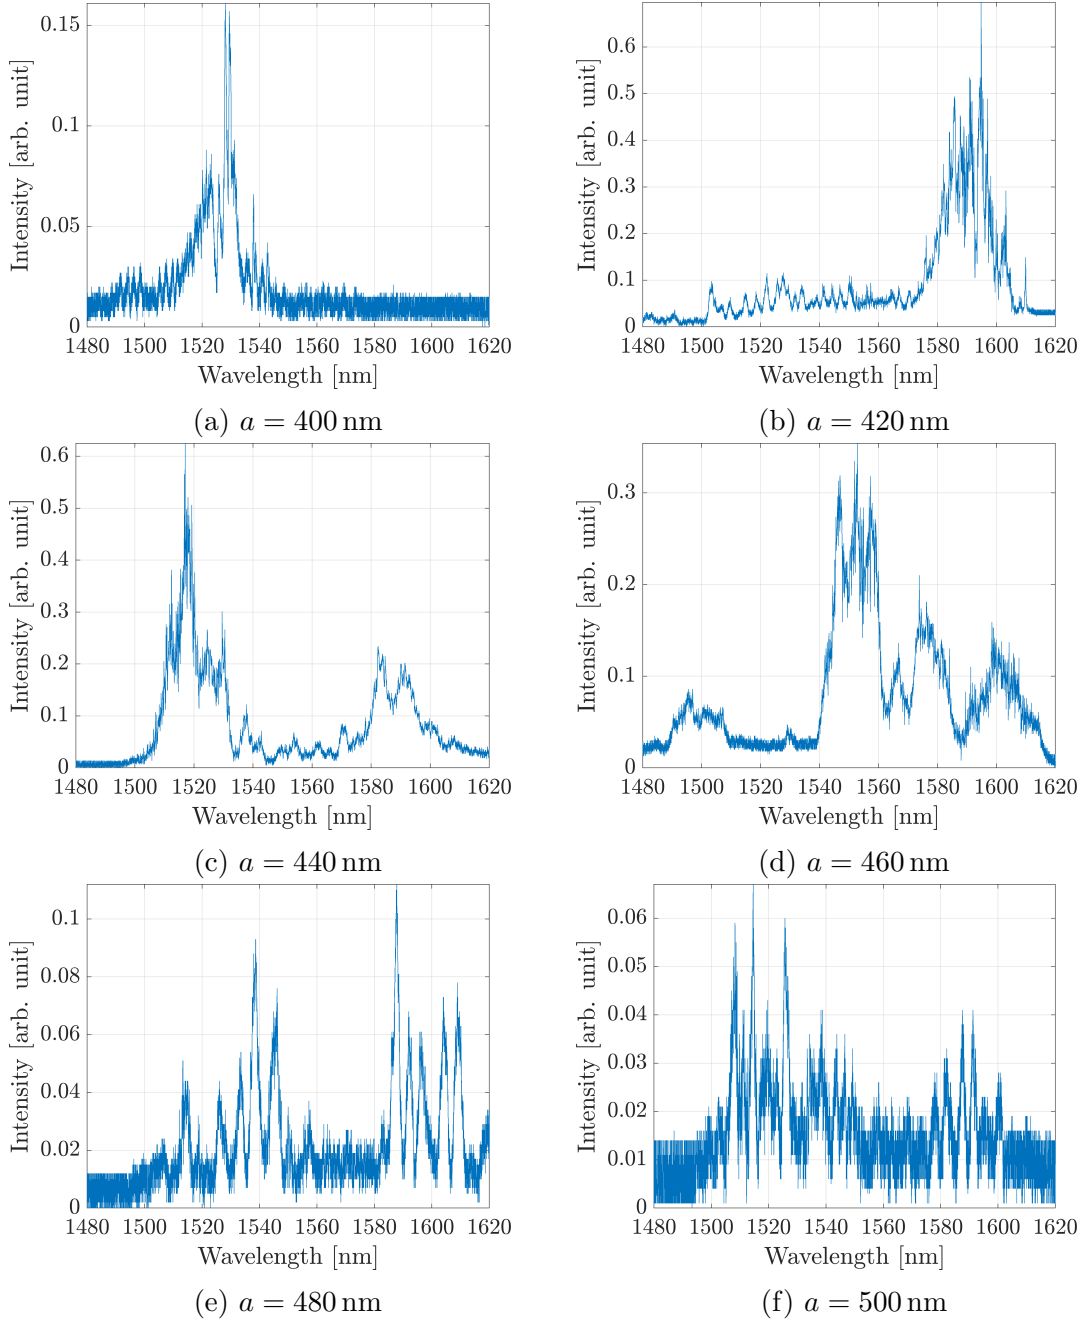 0.15
0.1
0.05
0
Intensity [arb. unit]
1480 1500 1520 1540 1560 1580 1600 1620
Wavelength [nm]
(a) a = 400 nm
0.6
0.5
0.4
0.3
0.2
0.1
0
Intensity [arb. unit]
1480 1500 1520 1540 1560 1580 1600 1620
Wavelength [nm]
(b) a = 420 nm
0.6
0.5
0.4
0.3
0.2
0.1
0
Intensity [arb. unit]
1480 1500 1520 1540 1560 1580 1600 1620
Wavelength [nm]
(c) a = 440 nm
0.3
0.2
0.1
0
Intensity [arb. unit]
1480 1500 1520 1540 1560 1580 1600 1620
Wavelength [nm]
(d) a = 460 nm
0.1
0.08
0.06
0.04
0.02
0
Intensity [arb. unit]
1480 1500 1520 1540 1560 1580 1600 1620
Wavelength [nm]
(e) a = 480 nm
0.06
0.05
0.04
0.03
0.02
0.01
0
Intensity [arb. unit]
1480 1500 1520 1540 1560 1580 1600 1620
Wavelength [nm]
(f) a = 500 nm